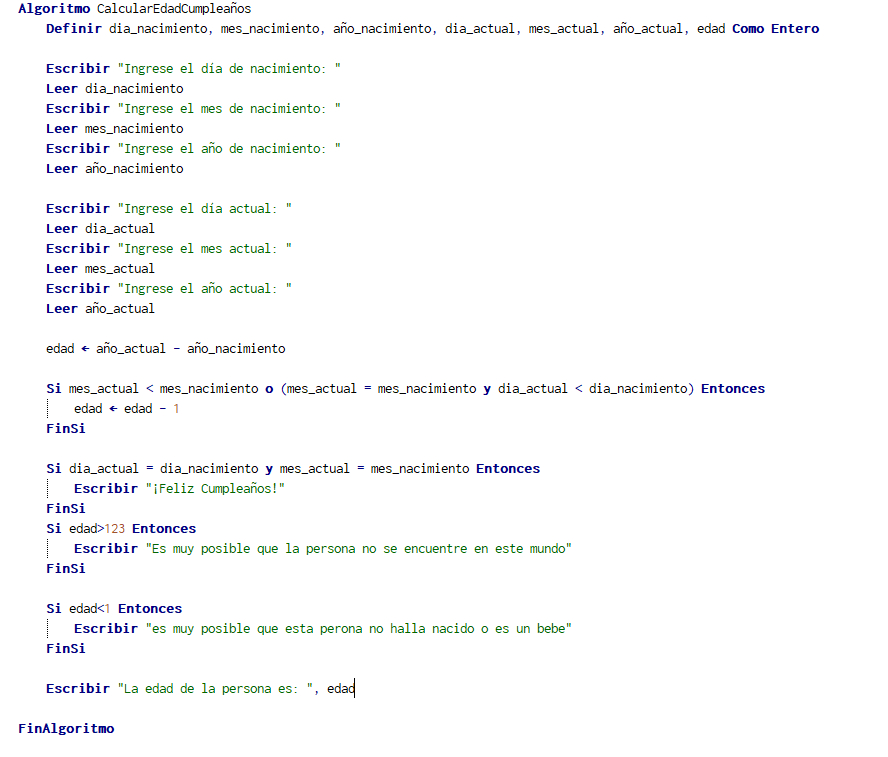 Algoritmo CalcularEdadCumpleaños
Definir dia_nacimiento, mes_nacimiento, año_nacimiento, dia_actual, mes_actual, año_actual, edad Como Entero
Escribir "Ingrese el día de nacimiento: "
Leer dia_nacimiento
Escribir "Ingrese el mes de nacimiento: "
Leer mes_nacimiento
Escribir "Ingrese el año de nacimiento: "
Leer año_nacimiento
Escribir "Ingrese el día actual: "
Leer dia_actual
Escribir "Ingrese el mes actual: "
Leer mes_actual
Escribir "Ingrese el año actual: "
Leer año_actual
edad ← año_actual - año_nacimiento
Si mes_actual < mes_nacimiento o (mes_actual = mes_nacimiento y dia_actual < dia_nacimiento) Entonces
edad ← edad - 1
FinSi
Si dia_actual = dia_nacimiento y mes_actual = mes_nacimiento Entonces
Escribir "¡Feliz Cumpleaños!"
FinSi
Si edad>123 Entonces
Escribir "Es muy posible que la persona no se encuentre en este mundo"
FinSi
Si edad<1 Entonces
Escribir "es muy posible que esta perona no halla nacido o es un bebe"
FinSi
Escribir "La edad de la persona es: ", edad
FinAlgoritmo